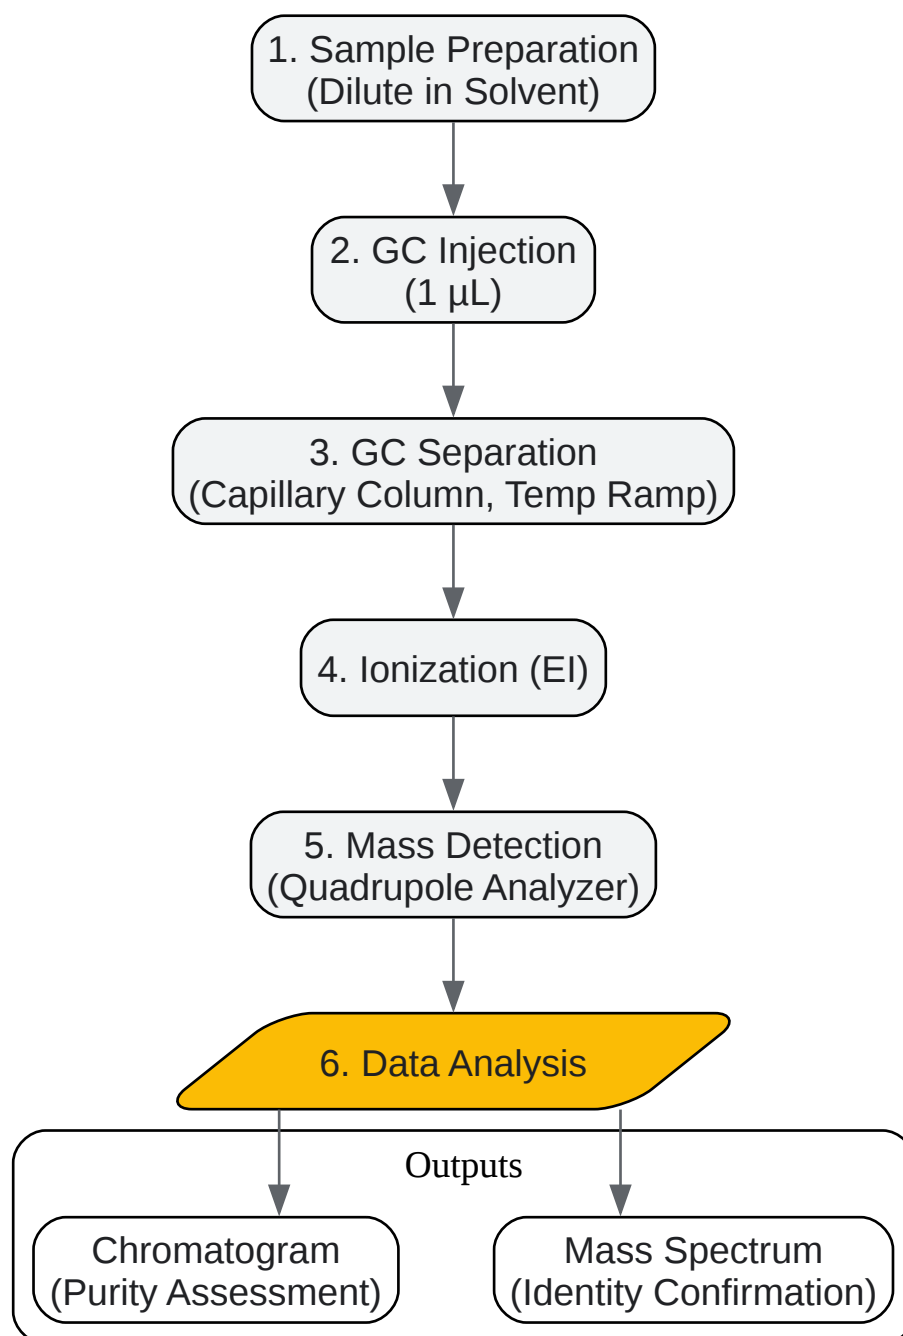 1. Sample Preparation
(Dilute in Solvent)
2. GC Injection
(1 µL)
3. GC Separation
(Capillary Column, Temp Ramp)
4. Ionization (EI)
5. Mass Detection
(Quadrupole Analyzer)
6. Data Analysis
Outputs
Chromatogram
(Purity Assessment)
Mass Spectrum
(Identity Confirmation)